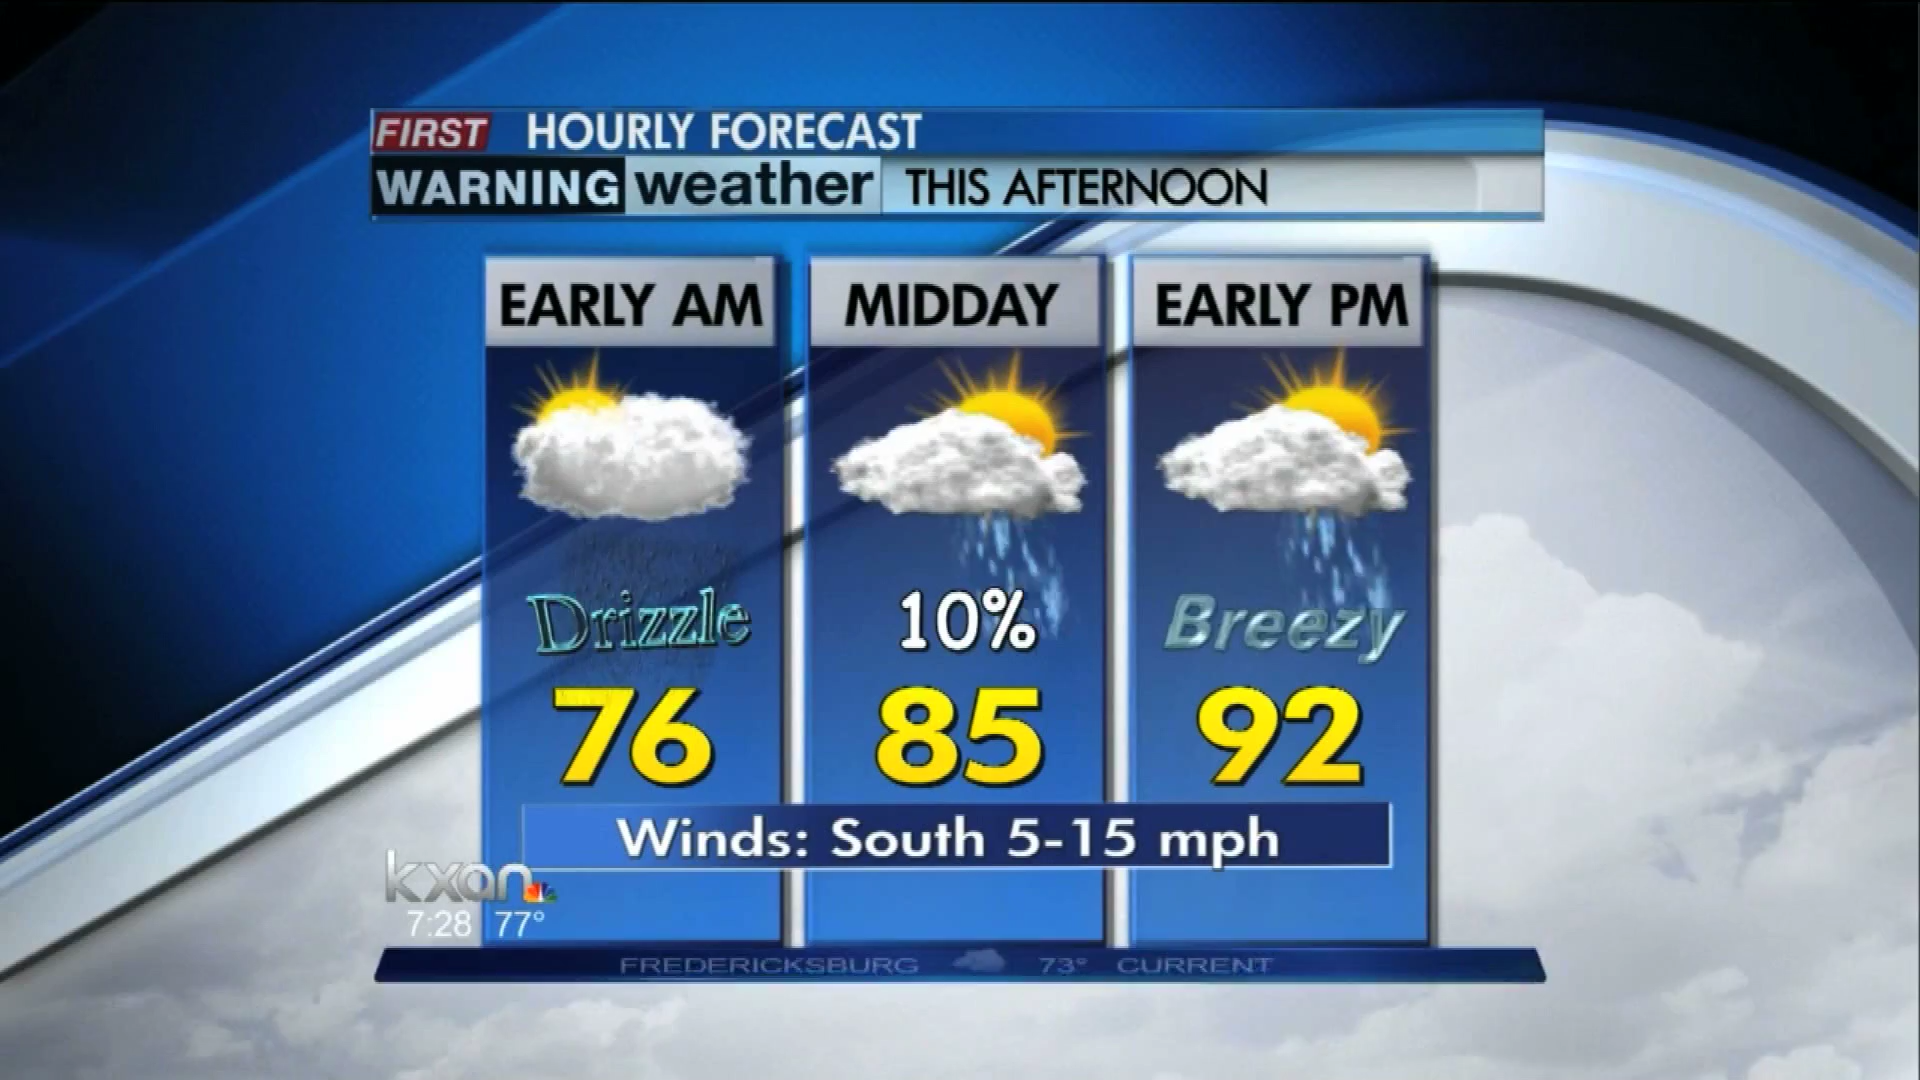 FIRST HOURLY FORECAST
WARNING weather THIS AFTERNOON
EARLY AM MIDDAY EARLY PM
Drizzle 10% Breezy
76 85 92
Winds: South 5-15 mph
kxan
7:28 77°
FREDERICKSBURG 73° CURRENT